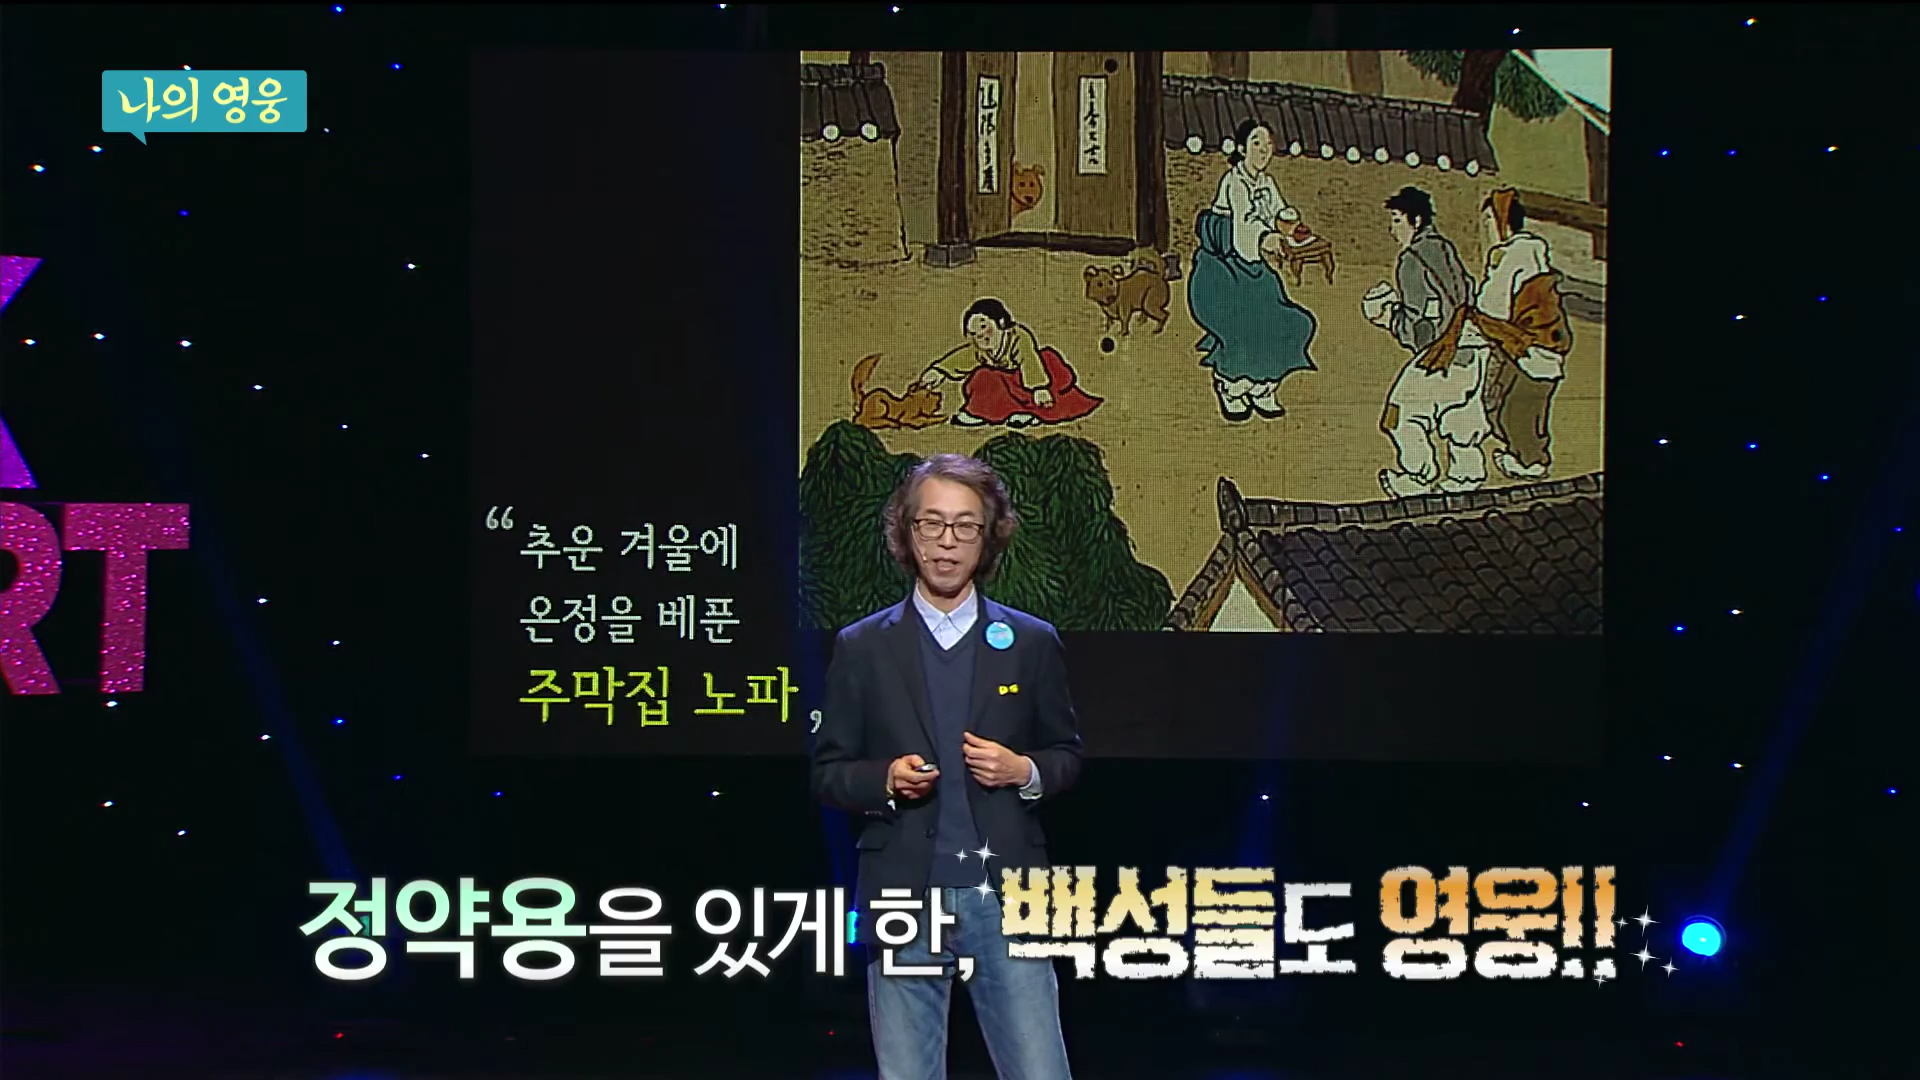 나의 영웅
RT
“추운 겨울에
온정을 베푼
주막집 노파,
정약용을 있게 한, 백성들도 영웅!!